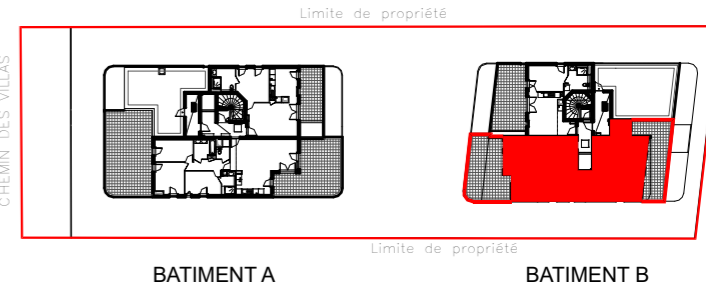 Limite de propriété
CHEMIN DES VILLAS
Limite de propriété
BATIMENT A
BATIMENT B